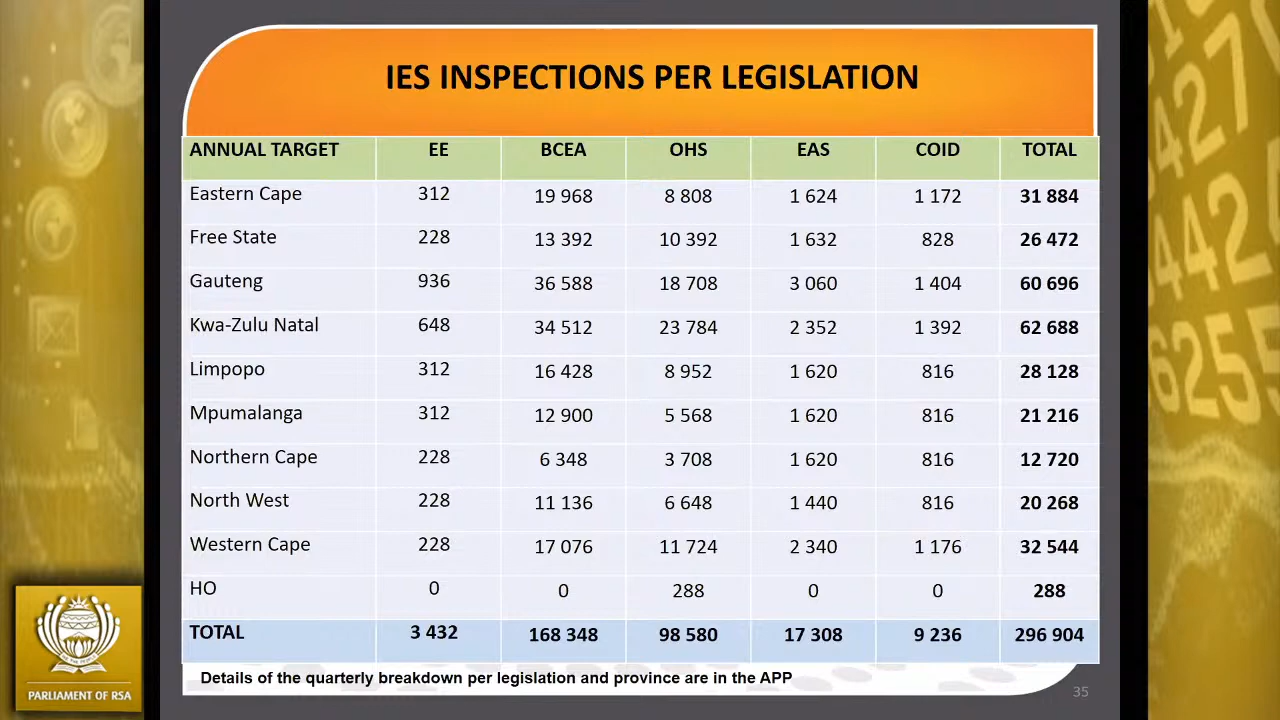 IES INSPECTIONS PER LEGISLATION
ANNUAL TARGET EE BCEA OHS EAS COID TOTAL
Eastern Cape 312 19 968 8 808 1 624 1 172 31 884
Free State 228 13 392 10 392 1 632 828 26 472
Gauteng 936 36 588 18 708 3 060 1 404 60 696
Kwa-Zulu Natal 648 34 512 23 784 2 352 1 392 62 688
Limpopo 312 16 428 8 952 1 620 816 28 128
Mpumalanga 312 12 900 5 568 1 620 816 21 216
Northern Cape 228 6 348 3 708 1 620 816 12 720
North West 228 11 136 6 648 1 440 816 20 268
Western Cape 228 17 076 11 724 2 340 1 176 32 544
HO 0 0 288 0 0 288
TOTAL 3 432 168 348 98 580 17 308 9 236 296 904
Details of the quarterly breakdown per legislation and province are in the APP
35
PARLIAMENT OF RSA